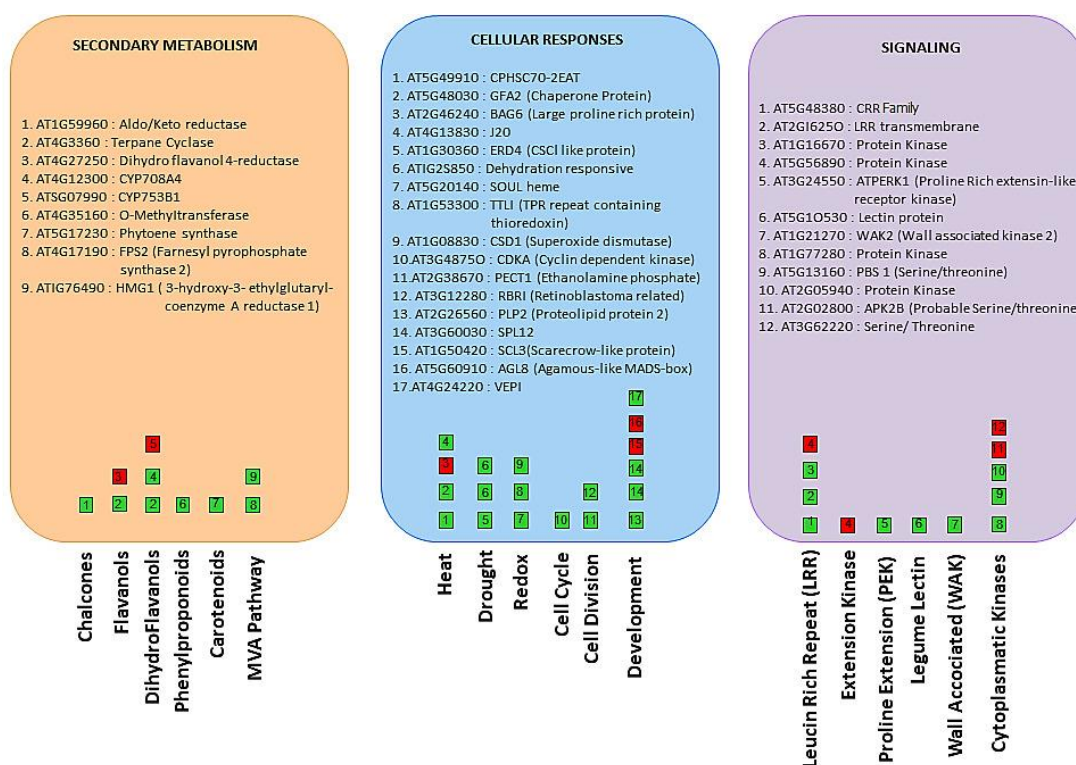 SECONDARY METABOLISM
1. AT1G59960 : Aldo/Keto reductase
2. AT4G3360 : Terpane Cyclase
3. AT4G27250 : Dihydro flavanol 4-reductase
4. AT4G12300 : CYP708A4
5. ATSG07990 : CYP753B1
6. AT4G35160 : O-Methyltransferase
7. AT5G17230 : Phytoene synthase
8. AT4G17190 : FPS2 (Farnesyl pyrophosphate
synthase 2)
9. ATIG76490 : HMG1 ( 3-hydroxy-3- ethylglutaryl-
coenzyme A reductase 1)
5
3 4 9
1 2 2 6 7 8
Chalcones
Flavanols
DihydroFlavanols
Phenylproponoids
Carotenoids
MVA Pathway
CELLULAR RESPONSES
1. AT5G49910 : CPHSC70-2EAT
2. AT5G48030 : GFA2 (Chaperone Protein)
3. AT2G46240 : BAG6 (Large proline rich protein)
4. AT4G13830 : J20
5. AT1G30360 : ERD4 (CSCl like protein)
6. ATIG2S850 : Dehydration responsive
7. AT5G20140 : SOUL heme
8. AT1G53300 : TTLI (TPR repeat containing
thioredoxin)
9. AT1G08830 : CSD1 (Superoxide dismutase)
10. AT3G4875O : CDKA (Cyclin dependent kinase)
11. AT2G38670 : PECT1 (Ethanolamine phosphate)
12. AT3G12280 : RBRI (Retinoblastoma related)
13. AT2G26560 : PLP2 (Proteolipid protein 2)
14. AT3G60030 : SPL12
15. AT1G50420 : SCL3(Scarecrow-like protein)
16. AT5G60910 : AGL8 (Agamous-like MADS-box)
17.AT4G24220 : VEPI
17
16
4 15
3 6 9 14
2 6 8 12 14
1 5 7 10 11 13
Heat
Drought
Redox
Cell Cycle
Cell Division
Development
SIGNALING
1. AT5G48380 : CRR Family
2. AT2GI625O : LRR transmembrane
3. AT1G16670 : Protein Kinase
4. AT5G56890 : Protein Kinase
5. AT3G24550 : ATPERK1 (Proline Rich extensin-like
receptor kinase)
6. AT5G1O530 : Lectin protein
7. AT1G21270 : WAK2 (Wall associated kinase 2)
8. AT1G77280 : Protein Kinase
9. AT5G13160 : PBS 1 (Serine/threonine)
10. AT2G05940 : Protein Kinase
11. AT2G02800 : APK2B (Probable Serine/threonine)
12. AT3G62220 : Serine/ Threonine
12
4 11
3 10
2 9
1 4 5 6 7 8
Leucin Rich Repeat (LRR)
Extension Kinase
Proline Extension (PEK)
Legume Lectin
Wall Accociated (WAK)
Cytoplasmatic Kinases